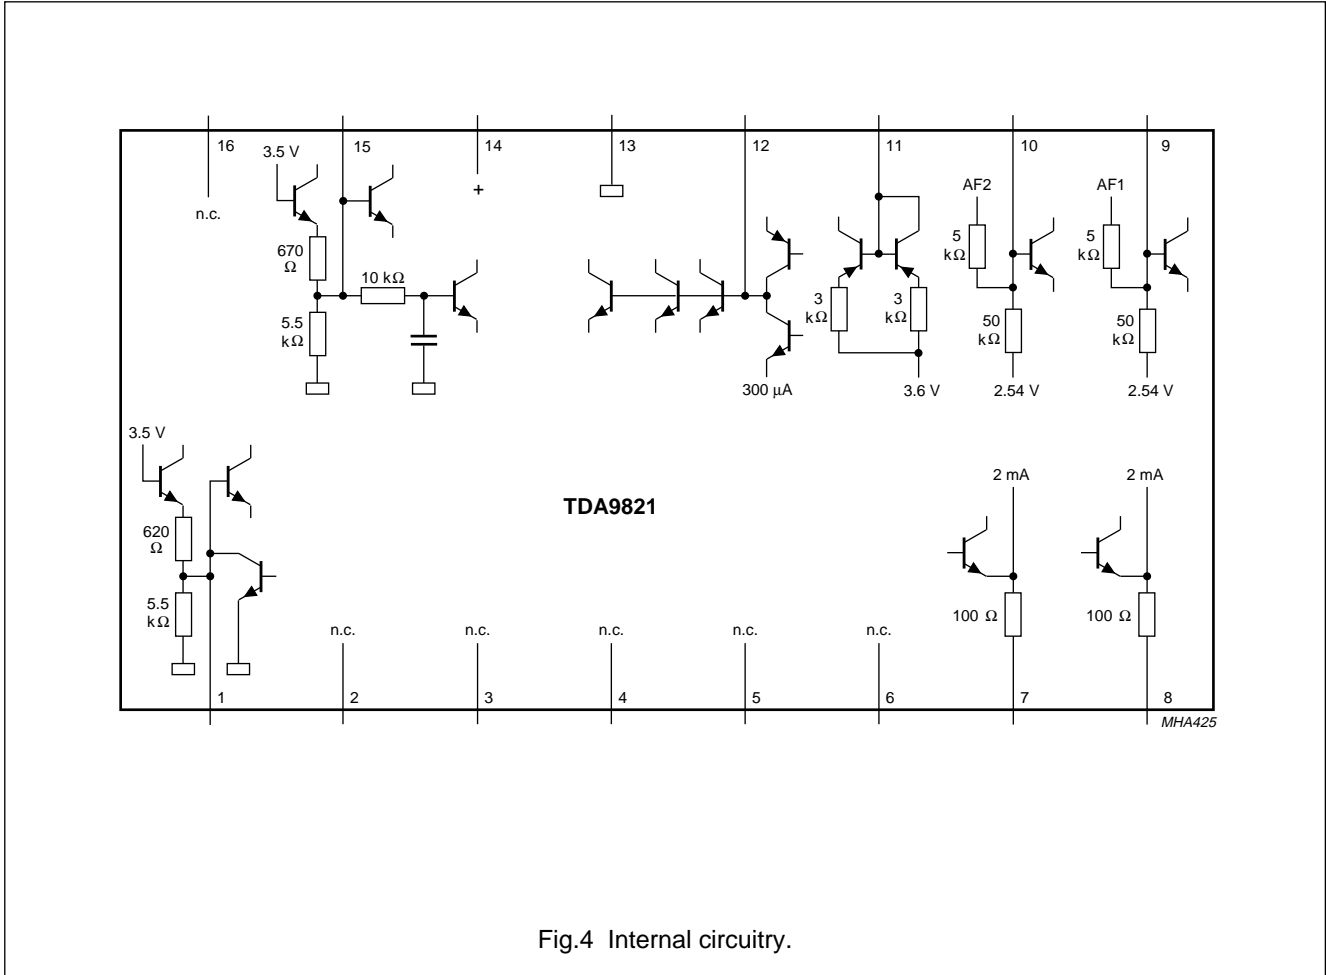 16
15
14
13
12
11
10
9
3.5 V
n.c.
+
AF2
AF1
670
Ω
10 kΩ
5
kΩ
5
kΩ
5.5
kΩ
3
kΩ
3
kΩ
50
kΩ
50
kΩ
300 μA
3.6 V
2.54 V
2.54 V
3.5 V
2 mA
2 mA
TDA9821
620
Ω
5.5
kΩ
100 Ω
100 Ω
n.c.
n.c.
n.c.
n.c.
n.c.
1
2
3
4
5
6
7
8
MHA425
Fig.4 Internal circuitry.